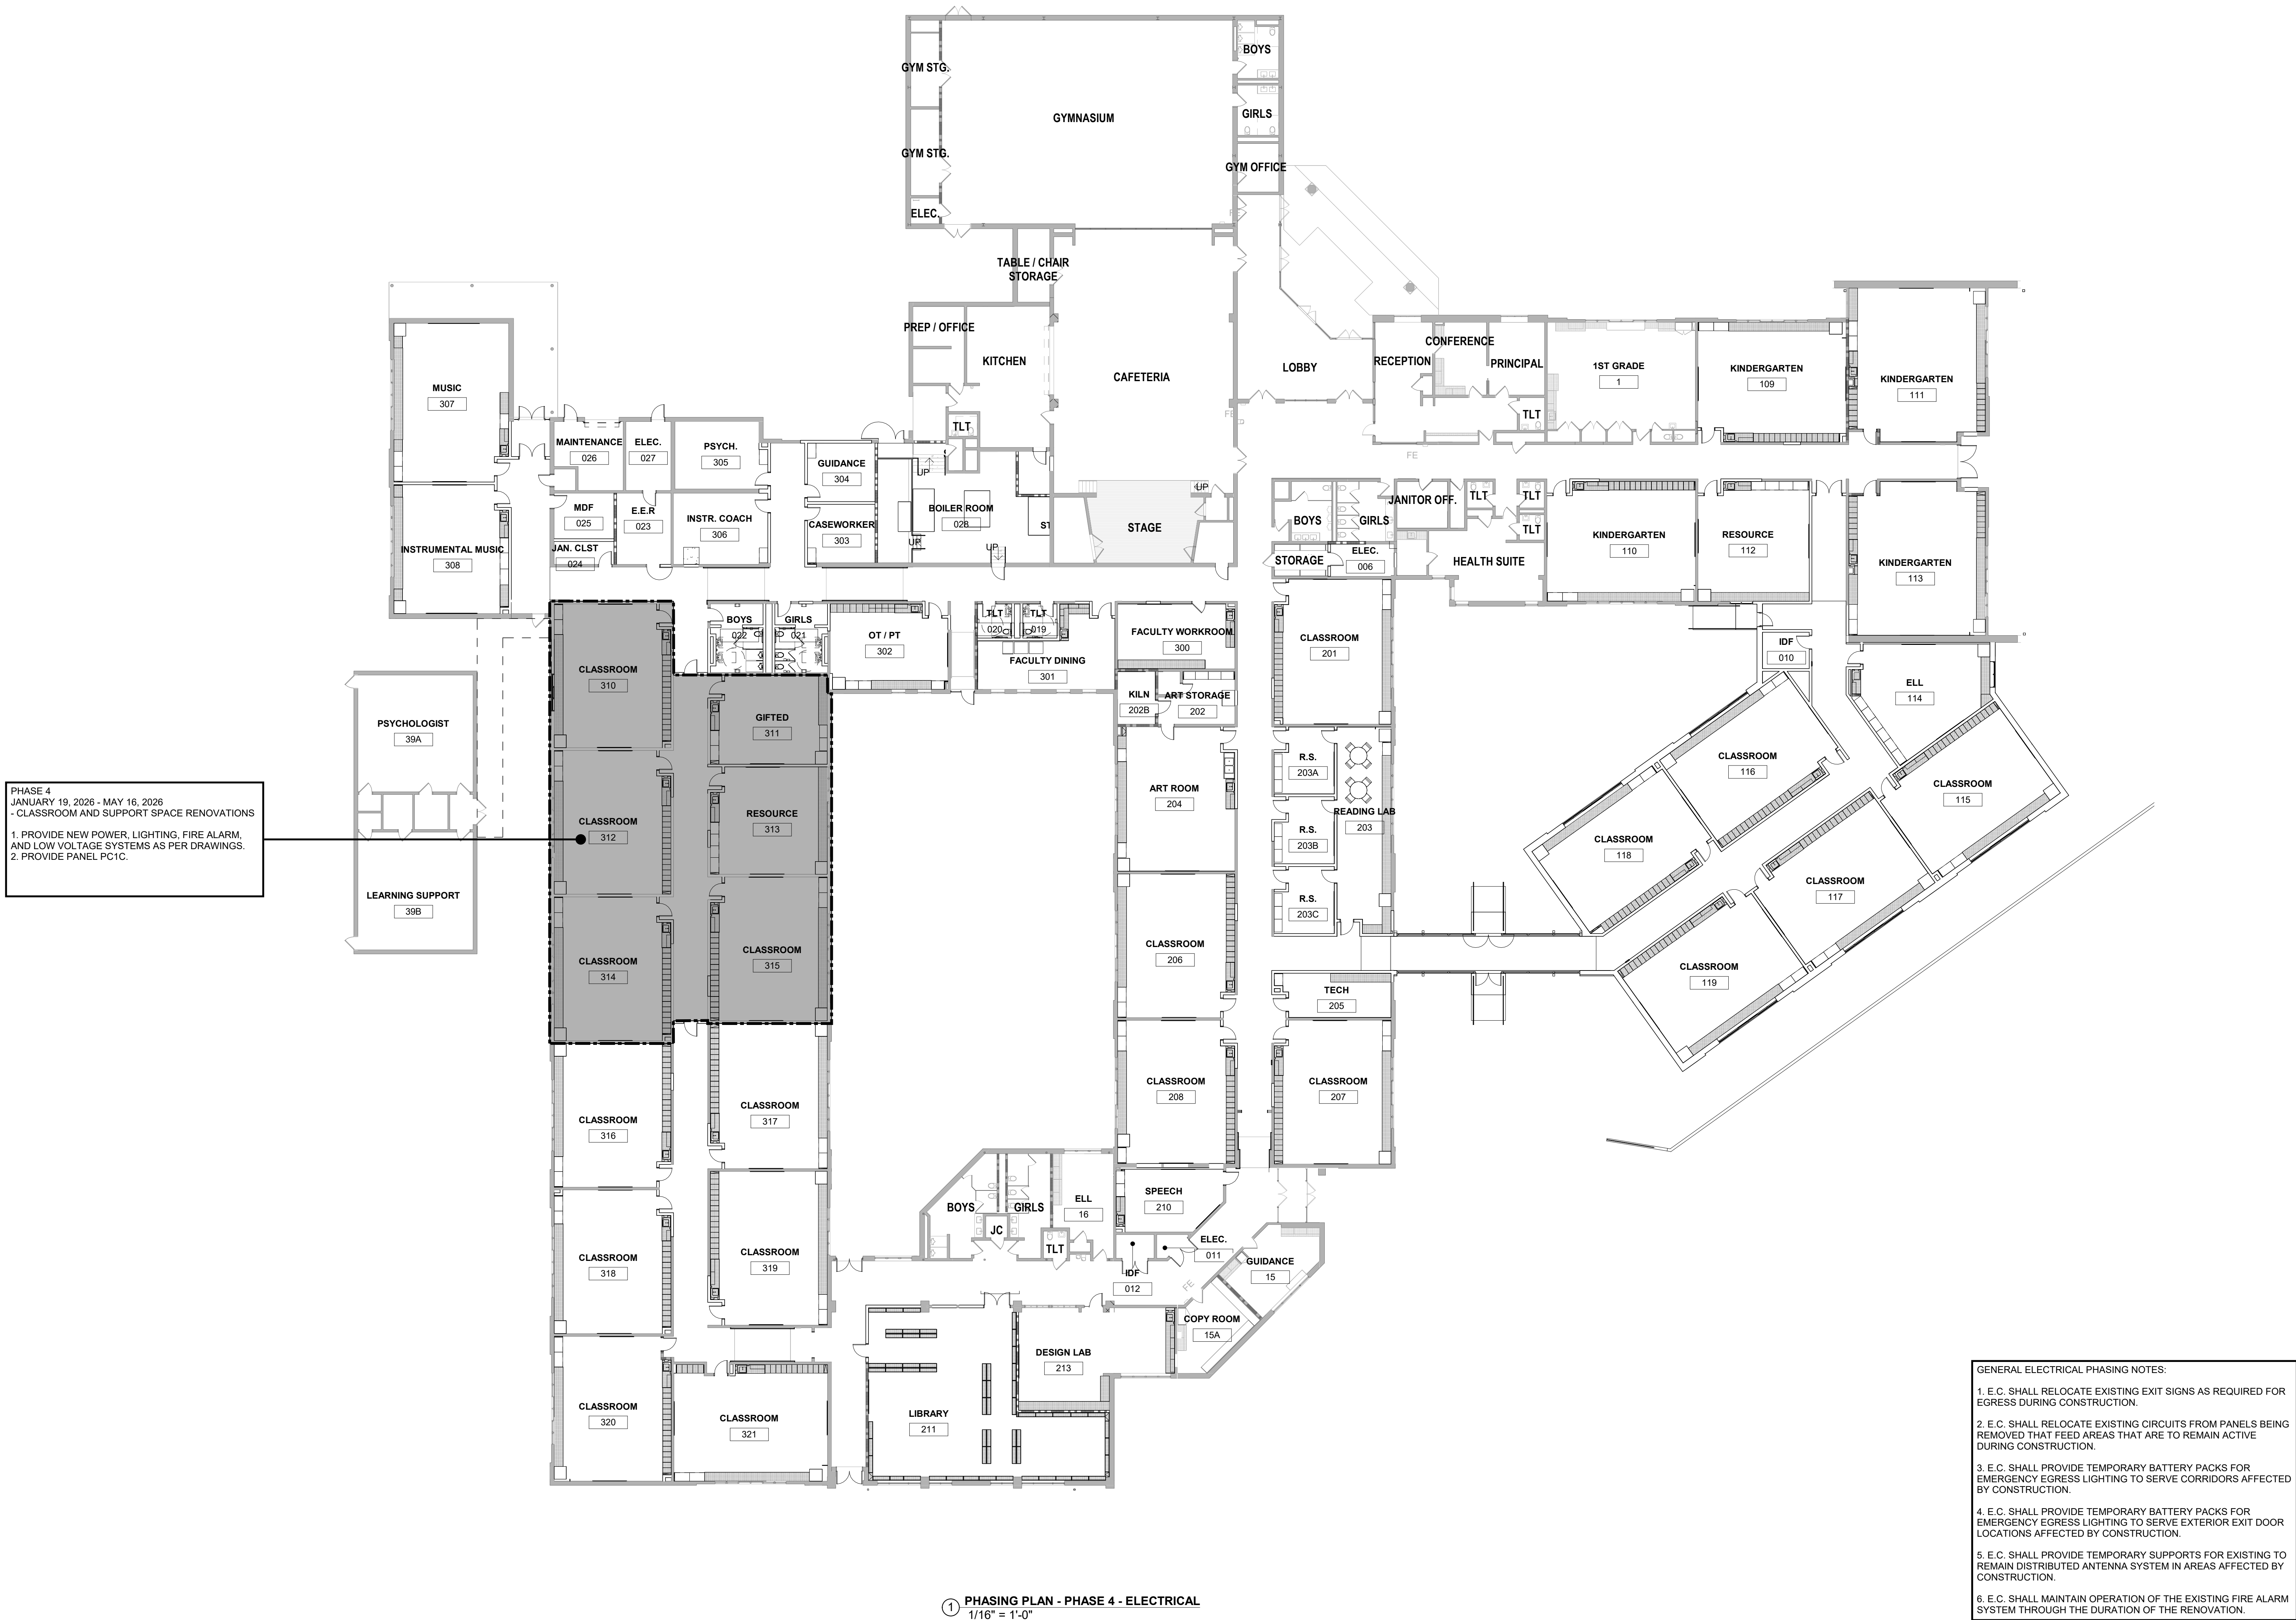 BOYS
GYM STG.
GIRLS
GYMNASIUM
GYM STG.
GYM OFFICE
ELEC.
TABLE / CHAIR
STORAGE
PREP / OFFICE
KITCHEN
CAFETERIA
LOBBY
RECEPTION
CONFERENCE
PRINCIPAL
1ST GRADE
1
KINDERGARTEN
109
KINDERGARTEN
111
MUSIC
307
TLT
TLT
FE
FE
MAINTENANCE
026
ELEC.
027
PSYCH.
305
GUIDANCE
304
UP
UP
MDF
025
E.E.R
023
INSTR. COACH
306
CASEWORKER
303
BOILER ROOM
028
ST
UP
UP
STAGE
INSTRUMENTAL MUSIC
308
JAN. CLST
024
BOYS
GIRLS
JANITOR OFF.
TLT
TLT
TLT
STORAGE
ELEC.
006
HEALTH SUITE
KINDERGARTEN
110
RESOURCE
112
KINDERGARTEN
113
BOYS
022
GIRLS
021
OT / PT
302
TLT
020
TLT
019
FACULTY DINING
301
FACULTY WORKROOM
300
KILN
202B
ART STORAGE
202
CLASSROOM
201
IDF
010
ELL
114
CLASSROOM
310
GIFTED
311
PSYCHOLOGIST
39A
R.S.
203A
CLASSROOM
116
CLASSROOM
115
PHASE 4
JANUARY 19, 2026 - MAY 16, 2026
- CLASSROOM AND SUPPORT SPACE RENOVATIONS
1. PROVIDE NEW POWER, LIGHTING, FIRE ALARM,
AND LOW VOLTAGE SYSTEMS AS PER DRAWINGS.
2. PROVIDE PANEL PC1C.
CLASSROOM
312
RESOURCE
313
ART ROOM
204
R.S.
203B
READING LAB
203
CLASSROOM
118
LEARNING SUPPORT
39B
R.S.
203C
CLASSROOM
117
CLASSROOM
314
CLASSROOM
315
CLASSROOM
206
CLASSROOM
119
TECH
205
CLASSROOM
316
CLASSROOM
317
CLASSROOM
208
CLASSROOM
207
BOYS
GIRLS
ELL
16
SPEECH
210
JC
TLT
ELEC.
011
IDF
012
GUIDANCE
15
FE
CLASSROOM
318
CLASSROOM
319
COPY ROOM
15A
DESIGN LAB
213
CLASSROOM
320
CLASSROOM
321
LIBRARY
211
GENERAL ELECTRICAL PHASING NOTES:
1. E.C. SHALL RELOCATE EXISTING EXIT SIGNS AS REQUIRED FOR
EGRESS DURING CONSTRUCTION.
2. E.C. SHALL RELOCATE EXISTING CIRCUITS FROM PANELS BEING
REMOVED THAT FEED AREAS THAT ARE TO REMAIN ACTIVE
DURING CONSTRUCTION.
3. E.C. SHALL PROVIDE TEMPORARY BATTERY PACKS FOR
EMERGENCY EGRESS LIGHTING TO SERVE CORRIDORS AFFECTED
BY CONSTRUCTION.
4. E.C. SHALL PROVIDE TEMPORARY BATTERY PACKS FOR
EMERGENCY EGRESS LIGHTING TO SERVE EXTERIOR EXIT DOOR
LOCATIONS AFFECTED BY CONSTRUCTION.
5. E.C. SHALL PROVIDE TEMPORARY SUPPORTS FOR EXISTING TO
REMAIN DISTRIBUTED ANTENNA SYSTEM IN AREAS AFFECTED BY
CONSTRUCTION.
6. E.C. SHALL MAINTAIN OPERATION OF THE EXISTING FIRE ALARM
SYSTEM THROUGH THE DURATION OF THE RENOVATION.
1 PHASING PLAN - PHASE 4 - ELECTRICAL
1/16" = 1'-0"